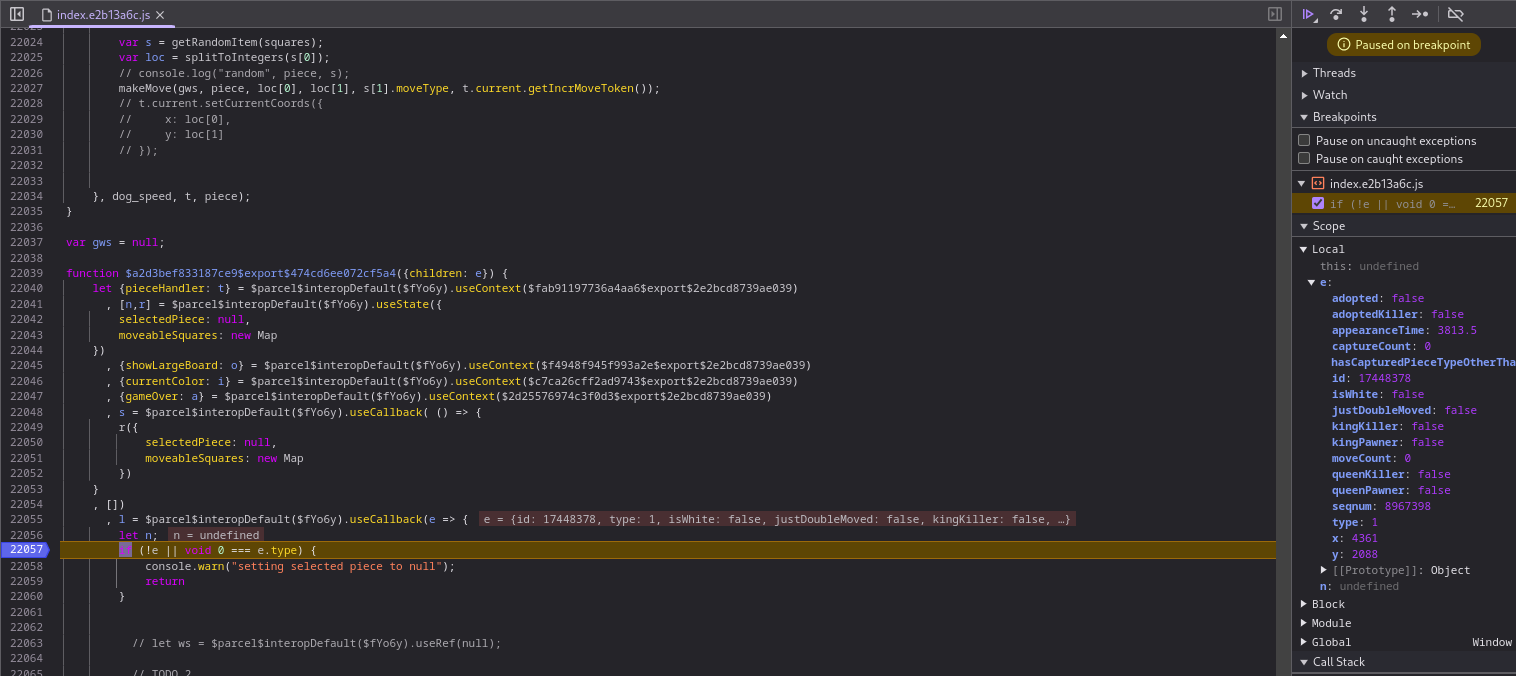 index.e2b13a6c.js
22024 var s = getRandomItem(squares);
22025 var loc = splitToIntegers(s[0]);
22026 // console.log("random", piece, s);
22027 makeMove(gws, piece, loc[0], loc[1], s[1].moveType, t.current.getIncrMoveToken());
22028 // t.current.setCurrentCoords({
22029 //     x: loc[0],
22030 //     y: loc[1]
22031 // });
22032
22033
22034 }, dog_speed, t, piece);
22035 }
22036
22037 var gws = null;
22038
22039 function $a2d3bef833187ce9$export$474cd6ee072cf5a4({children: e}) {
22040 let {pieceHandler: t} = $parcel$interopDefault($fYo6y).useContext($fab91197736a4aa6$export$2e2bcd8739ae039)
22041 , [n,r] = $parcel$interopDefault($fYo6y).useState({
22042 selectedPiece: null,
22043 moveableSquares: new Map
22044 })
22045 , {showLargeBoard: o} = $parcel$interopDefault($fYo6y).useContext($f4948f945f993a2e$export$2e2bcd8739ae039)
22046 , {currentColor: i} = $parcel$interopDefault($fYo6y).useContext($c7ca26cff2ad9743$export$2e2bcd8739ae039)
22047 , {gameOver: a} = $parcel$interopDefault($fYo6y).useContext($2d25576974c3f0d3$export$2e2bcd8739ae039)
22048 , s = $parcel$interopDefault($fYo6y).useCallback( () => {
22049 r({
22050 selectedPiece: null,
22051 moveableSquares: new Map
22052 })
22053 }
22054 , [])
22055 , l = $parcel$interopDefault($fYo6y).useCallback(e => { e = {id: 17448378, type: 1, isWhite: false, justDoubleMoved: false, kingKiller: false, …}
22056 let n; n = undefined
22057 if (!e || void 0 === e.type) {
22058 console.warn("setting selected piece to null");
22059 return
22060 }
22061
22062
22063 // let ws = $parcel$interopDefault($fYo6y).useRef(null);
22064
22065 // TODO ?
Paused on breakpoint
Threads
Watch
Breakpoints
Pause on uncaught exceptions
Pause on caught exceptions
index.e2b13a6c.js
if (!e || void 0 =… 22057
Scope
Local
this: undefined
e:
adopted: false
adoptedKiller: false
appearanceTime: 3813.5
captureCount: 0
hasCapturedPieceTypeOtherTha
id: 17448378
isWhite: false
justDoubleMoved: false
kingKiller: false
kingPawner: false
moveCount: 0
queenKiller: false
queenPawner: false
seqnum: 8967398
type: 1
x: 4361
y: 2088
[[Prototype]]: Object
n: undefined
Block
Module
Global Window
Call Stack